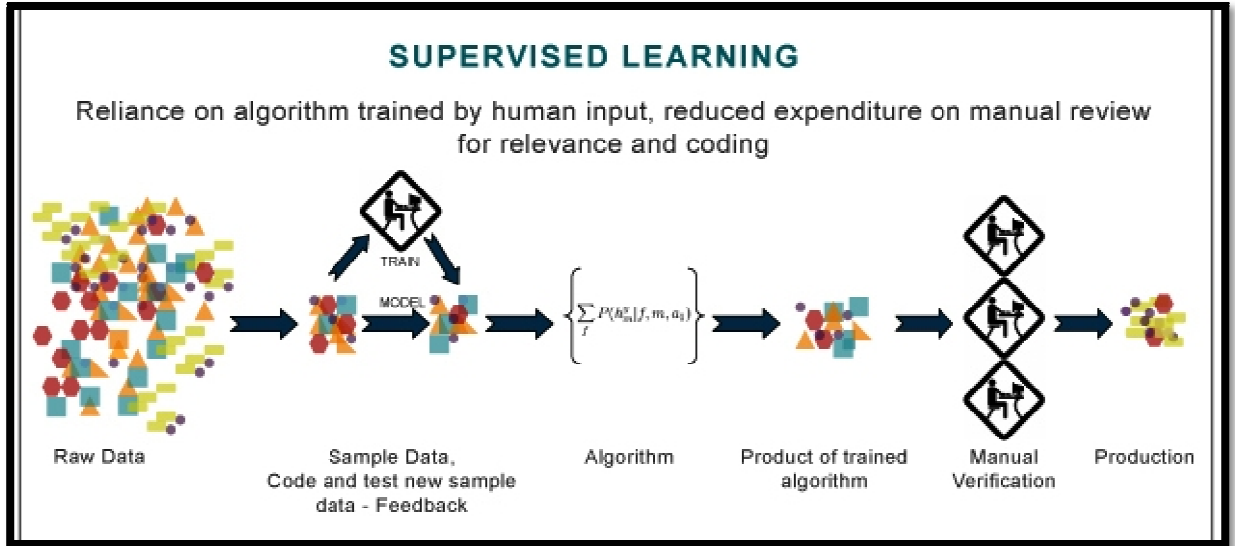 SUPERVISED LEARNING
Reliance on algorithm trained by human input, reduced expenditure on manual review
for relevance and coding
TRAIN
MODEL
∑ P(hᵥₘ|f, m, a₁)
f
Raw Data
Sample Data,
Code and test new sample
data - Feedback
Algorithm
Product of trained
algorithm
Manual
Verification
Production